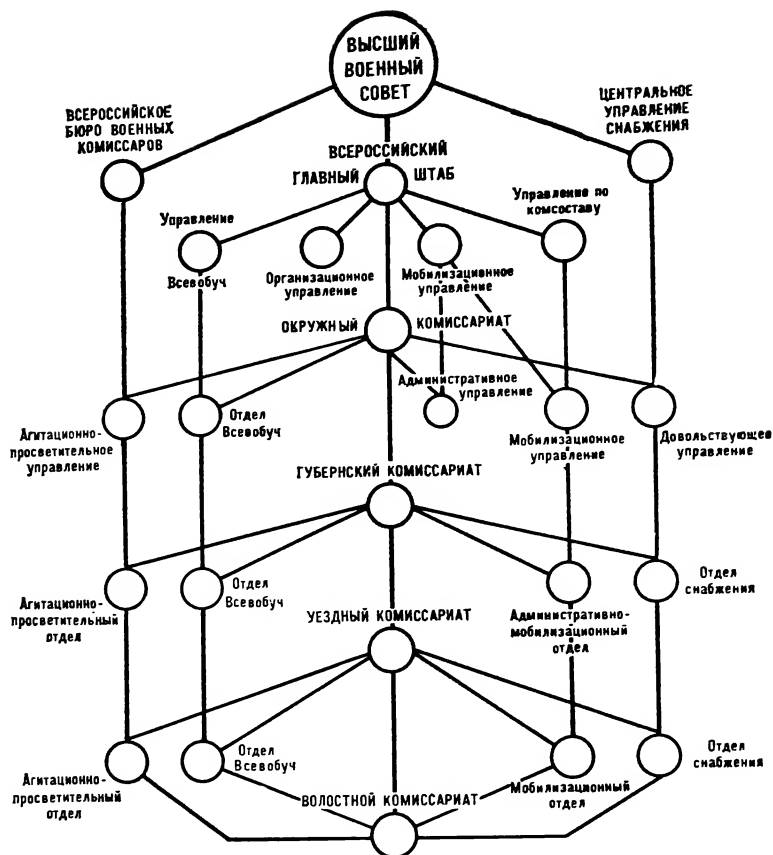 ВЫСШИЙ
ВОЕННЫЙ
СОВЕТ
ВСЕРОССИЙСКОЕ
БЮРО ВОЕННЫХ
КОМИССАРОВ
ЦЕНТРАЛЬНОЕ
УПРАВЛЕНИЕ
СНАБЖЕНИЯ
ВСЕРОССИЙСКИЙ
ГЛАВНЫЙ ШТАБ
Управление
Всевобуч
Организационное
управление
Мобилизационное
управление
Управление по
комсоставу
ОКРУЖНЫЙ КОМИССАРИАТ
Агитационно-
просветительное
управление
Отдел
Всевобуч
Административное
управление
Мобилизационное
управление
Довольствующее
управление
ГУБЕРНСКИЙ КОМИССАРИАТ
Агитационно-
просветительный
отдел
Отдел
Всевобуч
Административно-
мобилизационный
отдел
Отдел
снабжения
УЕЗДНЫЙ КОМИССАРИАТ
Агитационно-
просветительный
отдел
Отдел
Всевобуч
Мобилизационный
отдел
Отдел
снабжения
ВОЛОСТНОЙ КОМИССАРИАТ